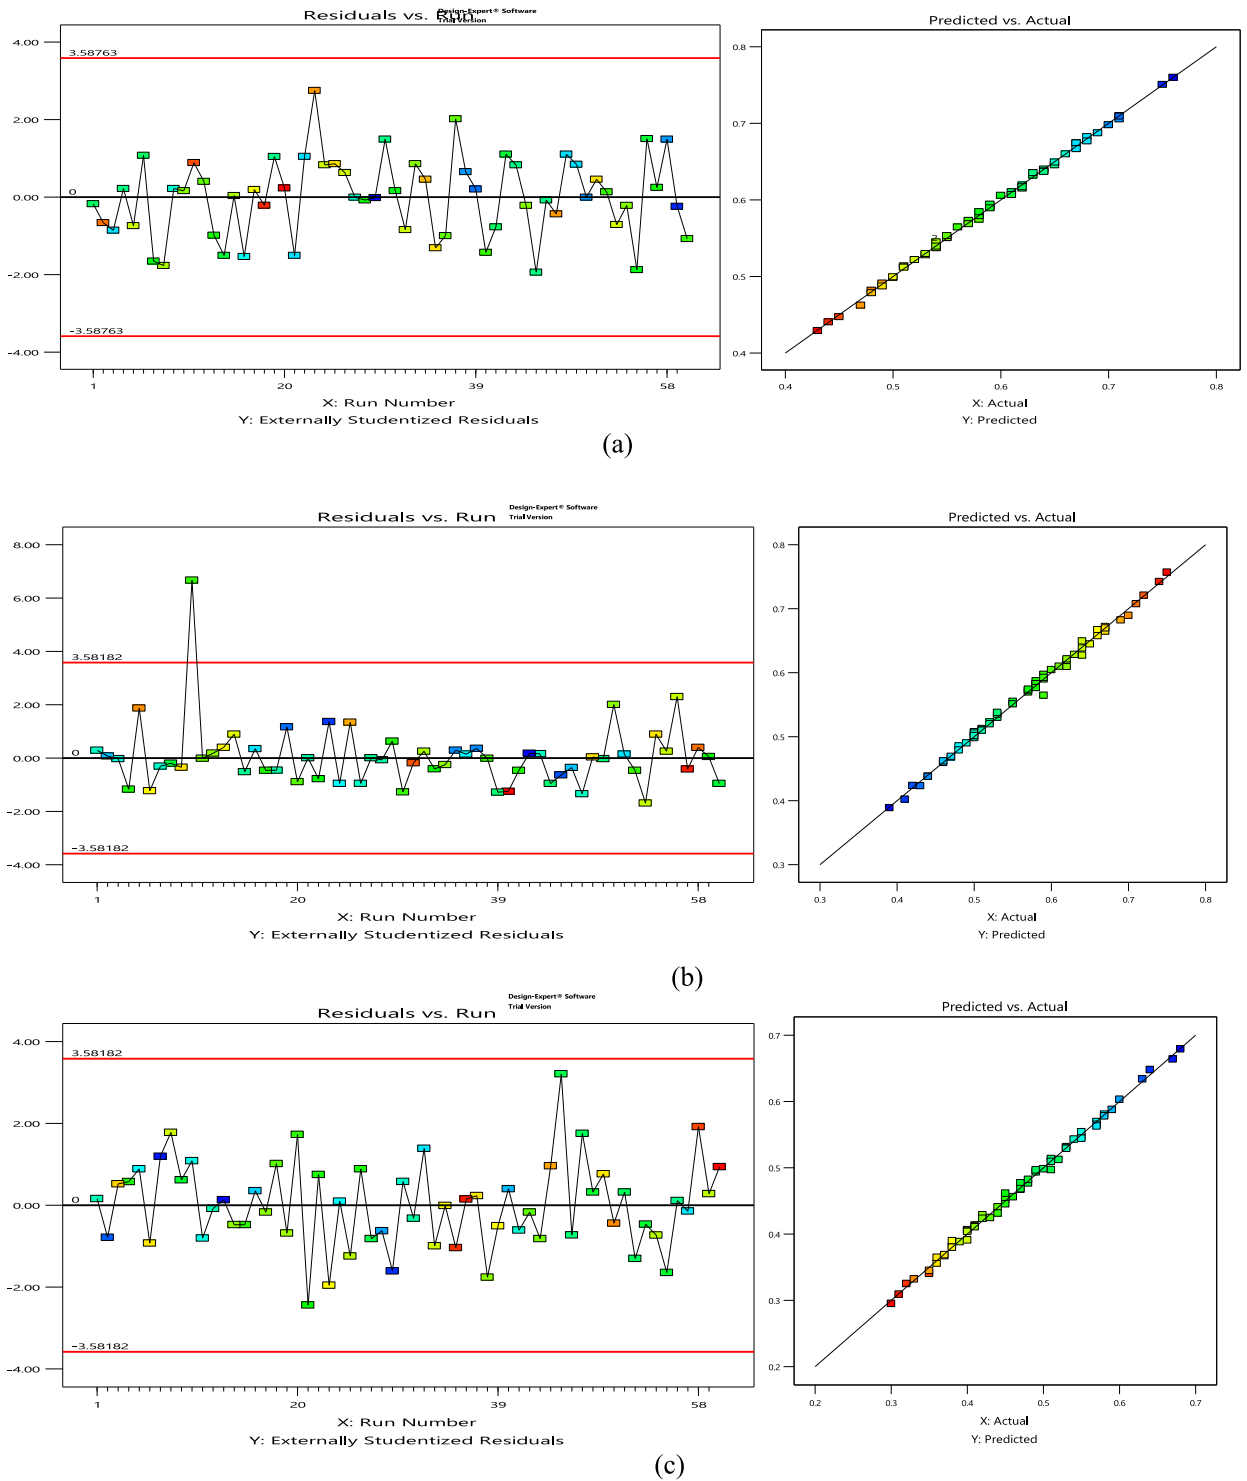 Residuals vs. Run
Design-Expert® Software
Trial Version
4.00
3.58763
2.00
0
0.00
-2.00
-3.58763
-4.00
1 20 39 58
X: Run Number
Y: Externally Studentized Residuals
Predicted vs. Actual
0.8
0.7
0.6
2
0.5
0.4
0.4 0.5 0.6 0.7 0.8
X: Actual
Y: Predicted
(a)
Residuals vs. Run
Design-Expert® Software
Trial Version
8.00
6.00
4.00
3.58182
2.00
0
0.00
-2.00
-3.58182
-4.00
1 20 39 58
X: Run Number
Y: Externally Studentized Residuals
Predicted vs. Actual
0.8
0.7
0.6
0.5
0.4
0.3
0.3 0.4 0.5 0.6 0.7 0.8
X: Actual
Y: Predicted
(b)
Residuals vs. Run
Design-Expert® Software
Trial Version
4.00
3.58182
2.00
0
0.00
-2.00
-3.58182
-4.00
1 20 39 58
X: Run Number
Y: Externally Studentized Residuals
Predicted vs. Actual
0.7
0.6
0.5
0.4
0.3
0.2
0.2 0.3 0.4 0.5 0.6 0.7
X: Actual
Y: Predicted
(c)